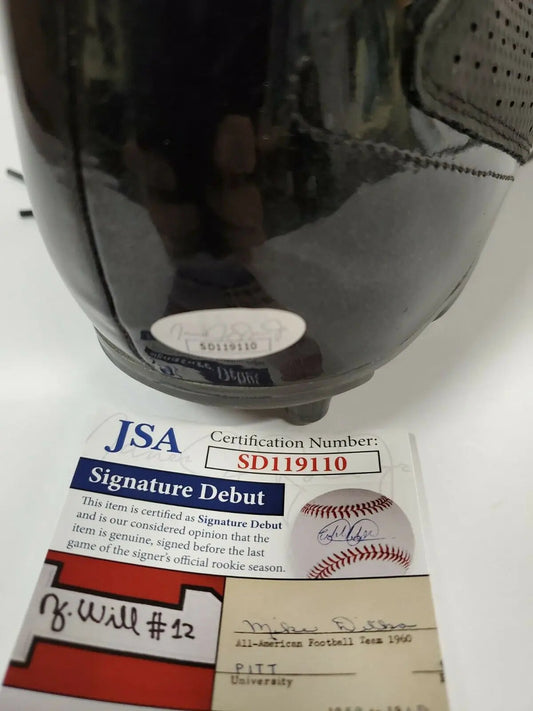 SD119110
JSA
Certification Number:
SD119110
Signature Debut
This item is certified as Signature Debut
and is our considered opinion that the
item is genuine, signed before the last
game of the signer's official rookie season.
y. Will #12
Mike Ditka
All-American Football Team 1960
PITT
University